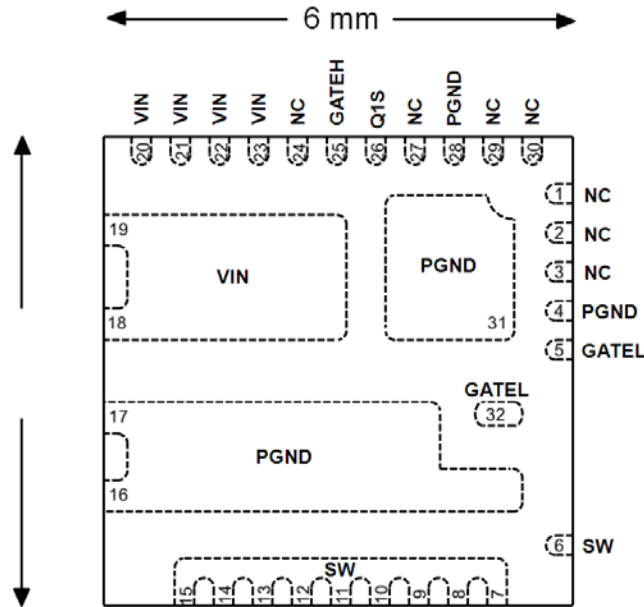 6 mm
VIN VIN VIN VIN NC GATEH Q1S NC PGND NC NC
20 21 22 23 24 25 26 27 28 29 30
1 NC
2 NC
19
3 NC
VIN
PGND
18
31
4 PGND
5 GATEL
GATEL
17
32
PGND
16
6 SW
SW
15 14 13 12 11 10 9 8 7